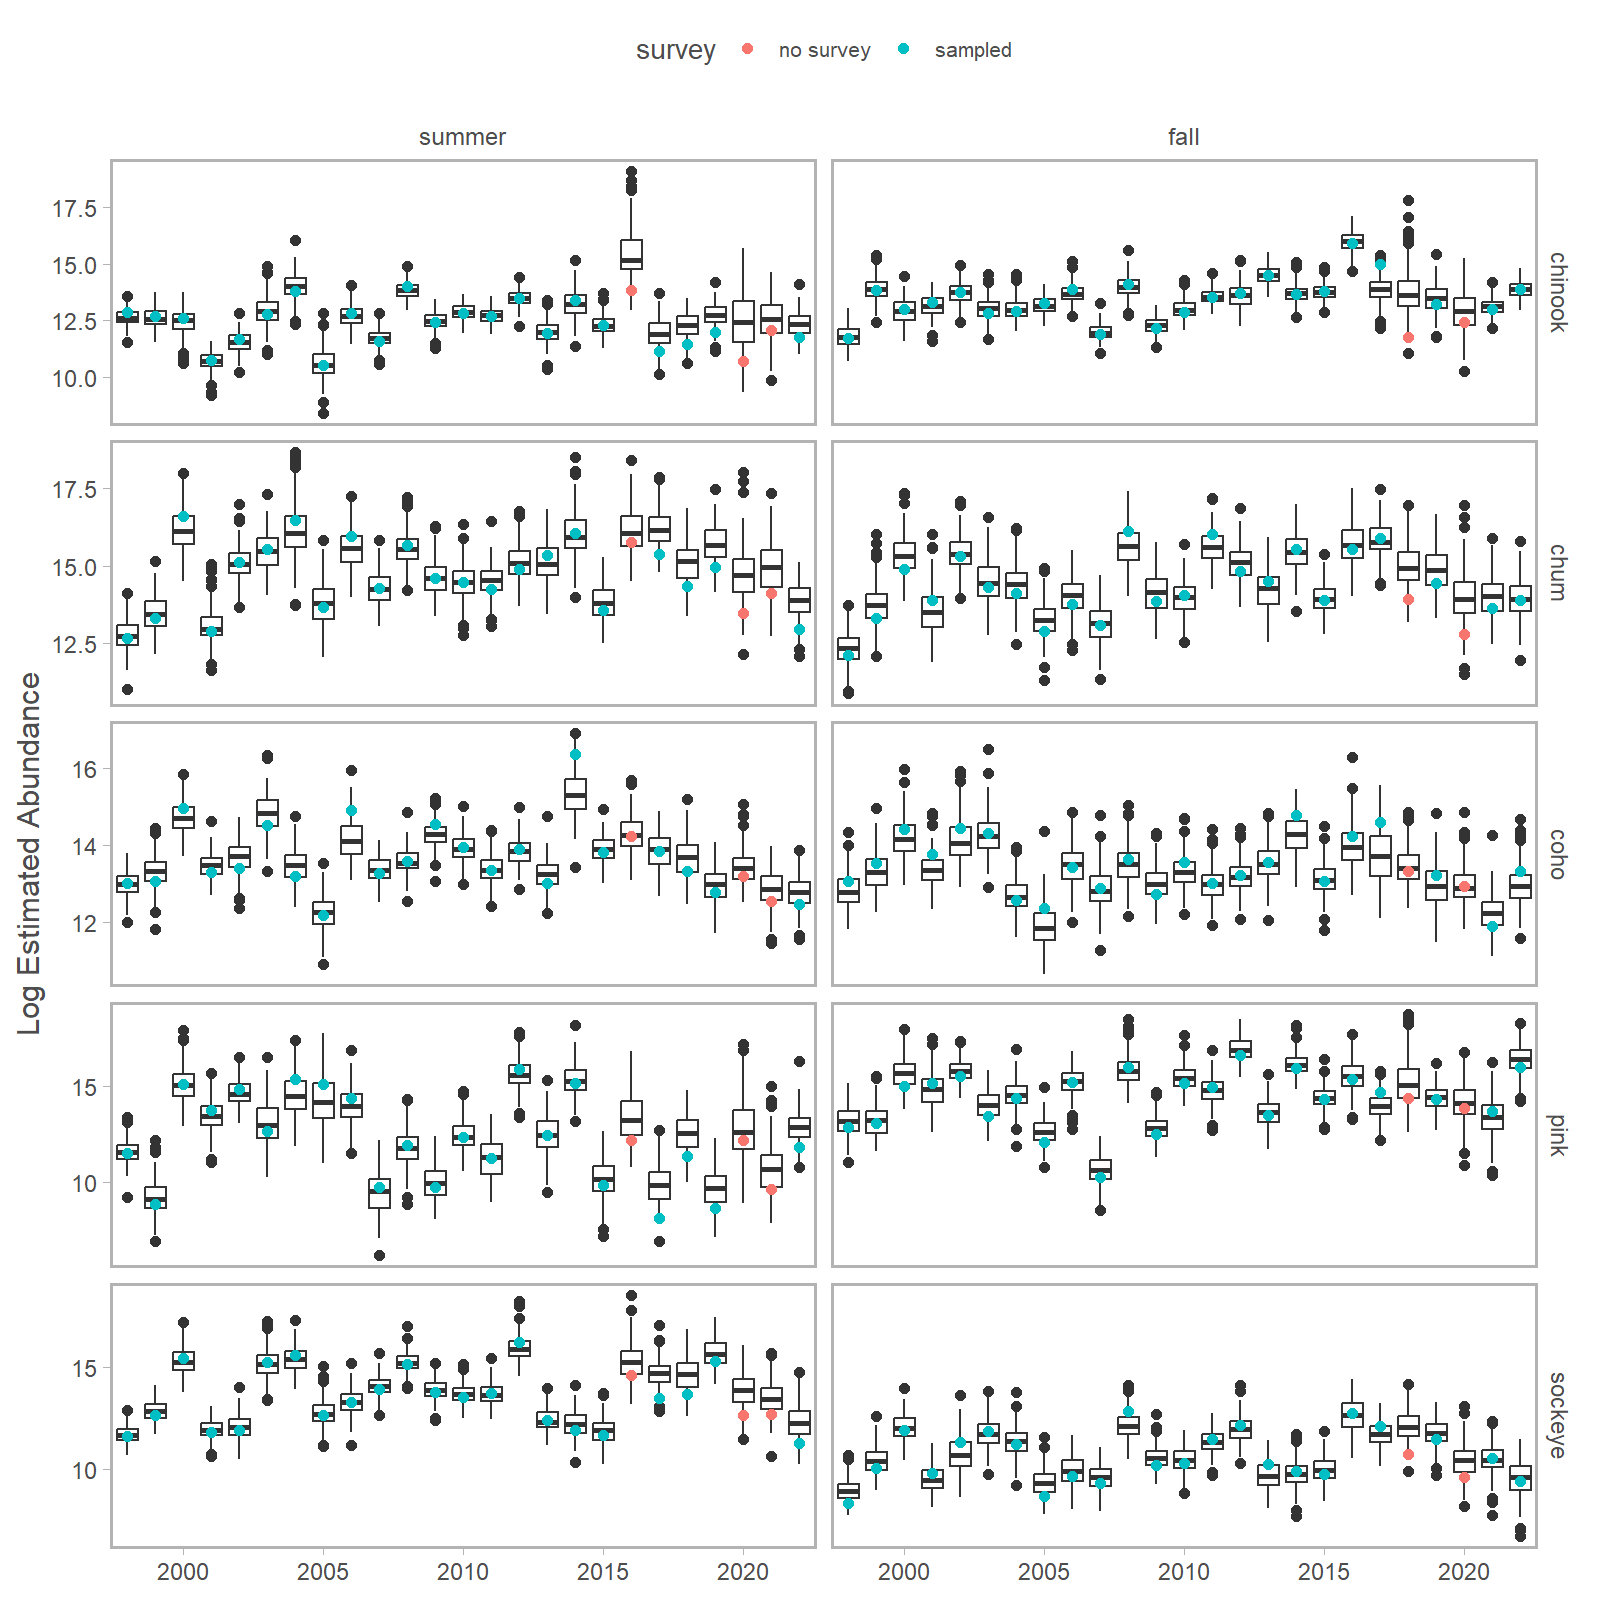 survey no survey sampled
summer fall
Log Estimated Abundance
17.5
15.0
12.5
10.0
chinook
17.5
15.0
12.5
chum
16
14
12
coho
15
10
pink
15
10
sockeye
2000 2005 2010 2015 2020 2000 2005 2010 2015 2020